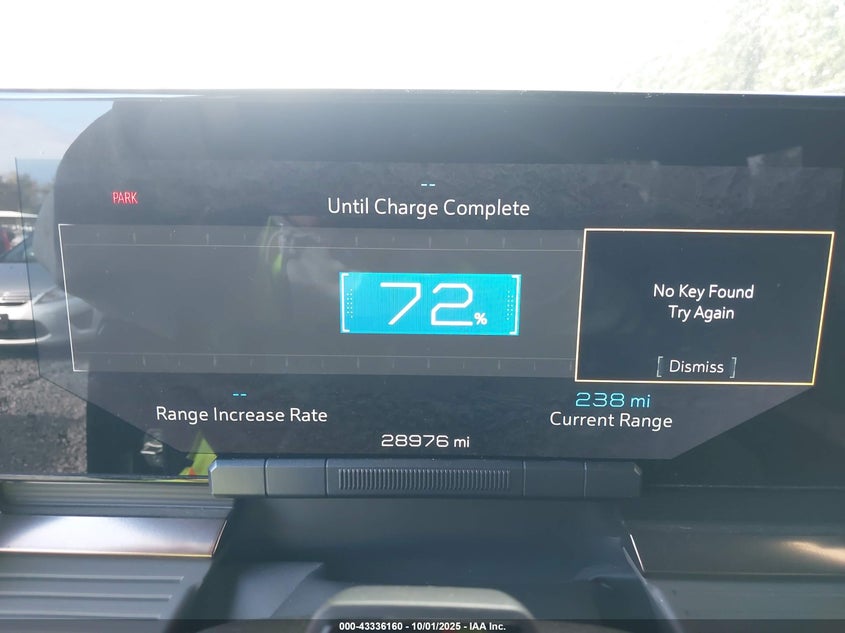 --
Until Charge Complete
PARK
72%
No Key Found
Try Again
[ Dismiss ]
--
Range Increase Rate
238 mi
Current Range
28976 mi
000-43336160 - 10/01/2025 - IAA Inc.